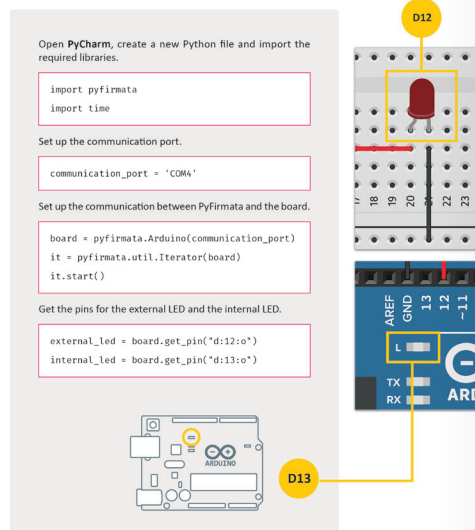 Open PyCharm, create a new Python file and import the
required libraries.
import pyfirmata
import time
Set up the communication port.
communication_port = 'COM4'
Set up the communication between PyFirmata and the board.
board = pyfirmata.Arduino(communication_port)
it = pyfirmata.util.Iterator(board)
it.start()
Get the pins for the external LED and the internal LED.
external_led = board.get_pin("d:12:o")
internal_led = board.get_pin("d:13:o")
ARDUINO
D12
18
19
20
21
22
23
AREF
GND
13
12
~11
L
TX
RX
ARD
D13